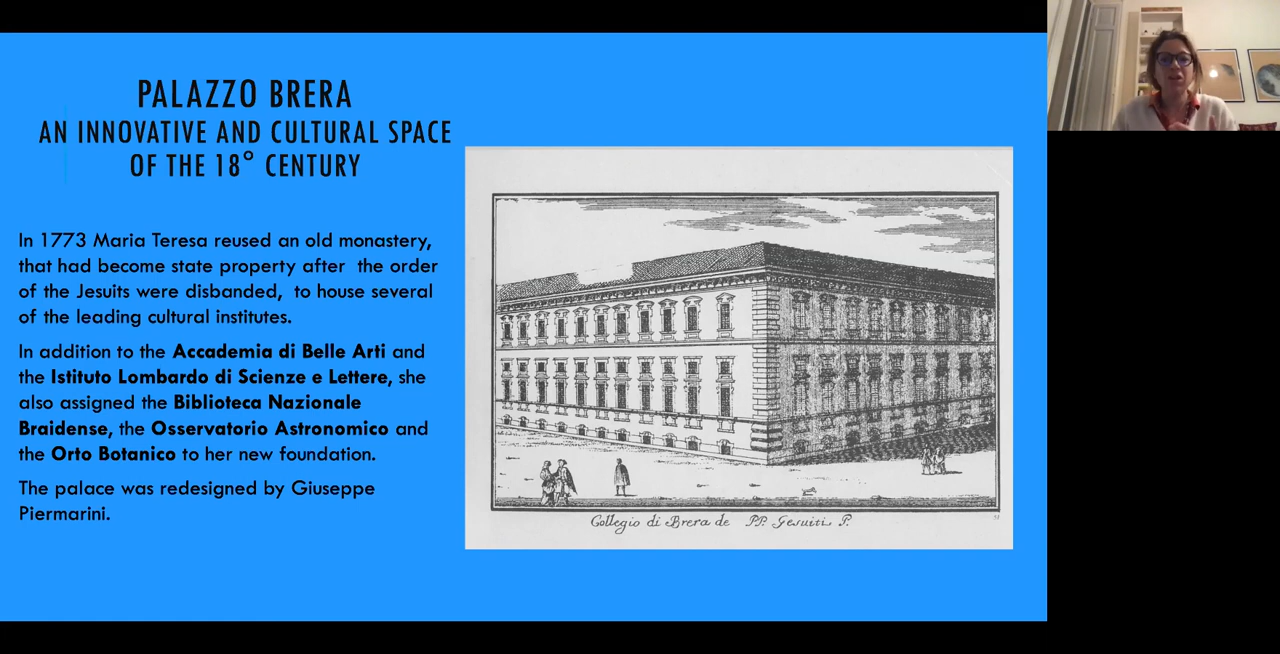 PALAZZO BRERA
AN INNOVATIVE AND CULTURAL SPACE
OF THE 18° CENTURY
In 1773 Maria Teresa reused an old monastery,
that had become state property after the order
of the Jesuits were disbanded, to house several
of the leading cultural institutes.
In addition to the Accademia di Belle Arti and
the Istituto Lombardo di Scienze e Lettere, she
also assigned the Biblioteca Nazionale
Braidense, the Osservatorio Astronomico and
the Orto Botanico to her new foundation.
The palace was redesigned by Giuseppe
Piermarini.
Collegio di Brera de PP. Gesuiti P.